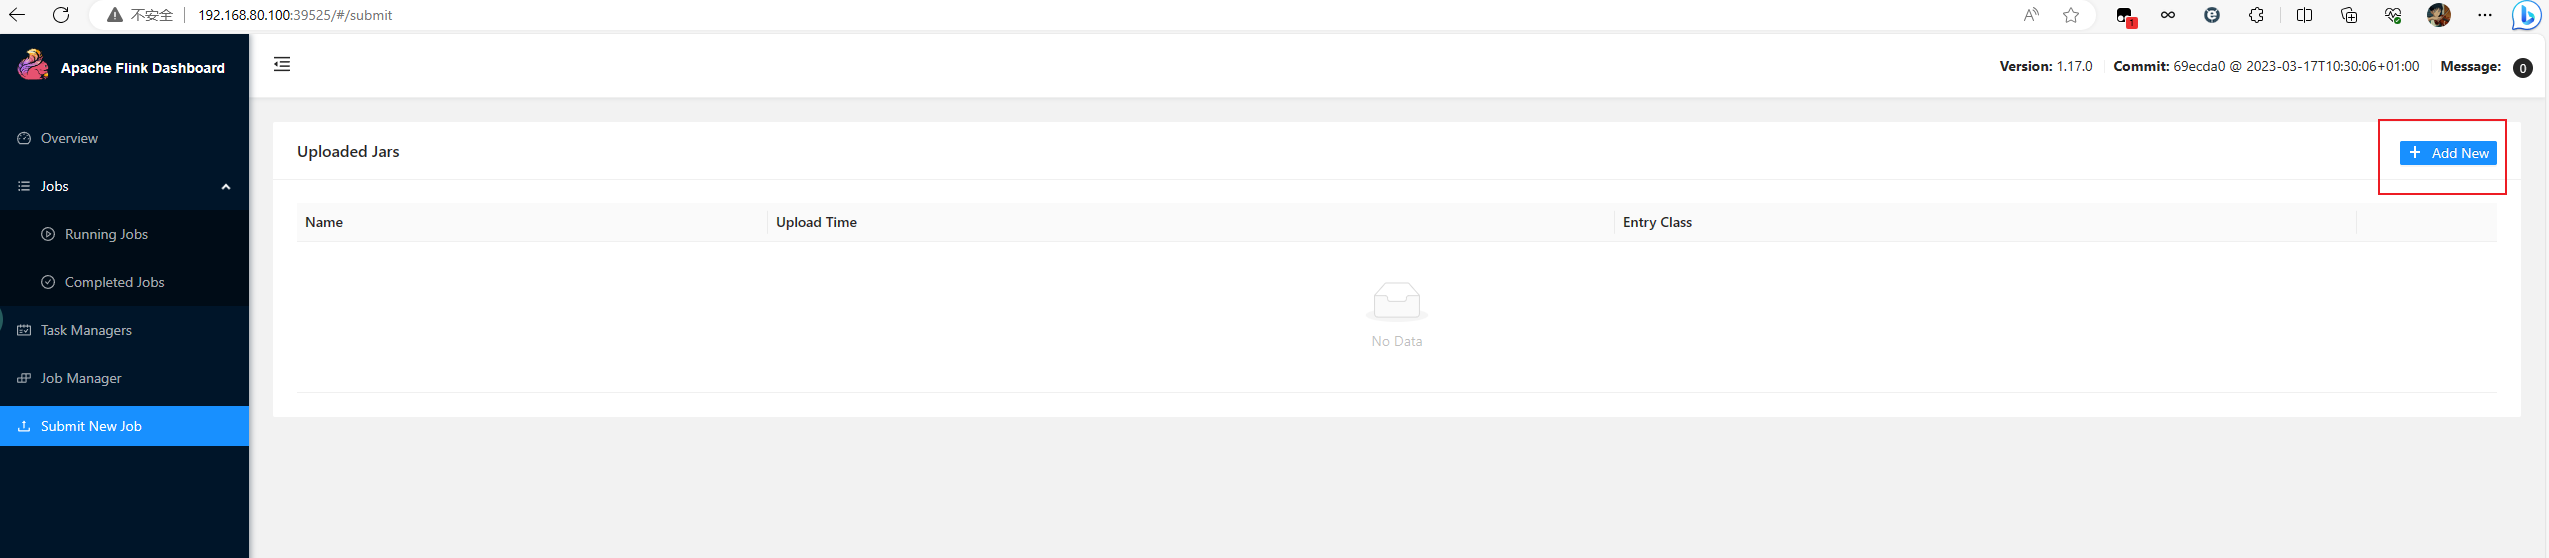 不安全 192.168.80.100:39525/#/submit
1
Apache Flink Dashboard
Version: 1.17.0 Commit: 69ecda0 @ 2023-03-17T10:30:06+01:00 Message: 0
Overview
Jobs
Running Jobs
Completed Jobs
Task Managers
Job Manager
Submit New Job
Uploaded Jars
+ Add New
Name Upload Time Entry Class
No Data